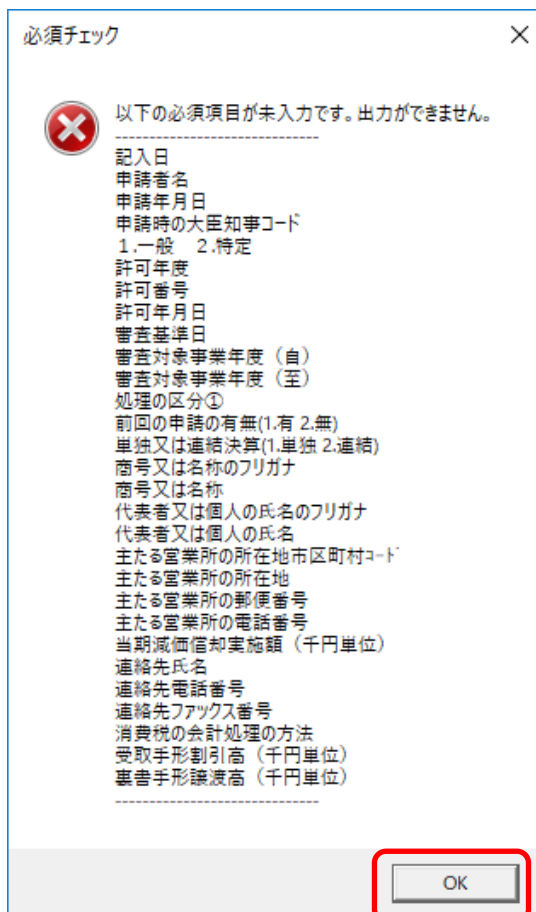 必須チェック
以下の必須項目が未入力です。出力ができません。
------------------------------
記入日
申請者名
申請年月日
申請時の大臣知事コード
１.一般　２.特定
許可年度
許可番号
許可年月日
審査基準日
審査対象事業年度（自）
審査対象事業年度（至）
処理の区分①
前回の申請の有無(1.有 2.無)
単独又は連結決算(1.単独 2.連結)
商号又は名称のフリガナ
商号又は名称
代表者又は個人の氏名のフリガナ
代表者又は個人の氏名
主たる営業所の所在地市区町村ｺｰﾄﾞ
主たる営業所の所在地
主たる営業所の郵便番号
主たる営業所の電話番号
当期減価償却実施額（千円単位）
連絡先氏名
連絡先電話番号
連絡先ファックス番号
消費税の会計処理の方法
受取手形割引高（千円単位）
裏書手形譲渡高（千円単位）
------------------------------
OK